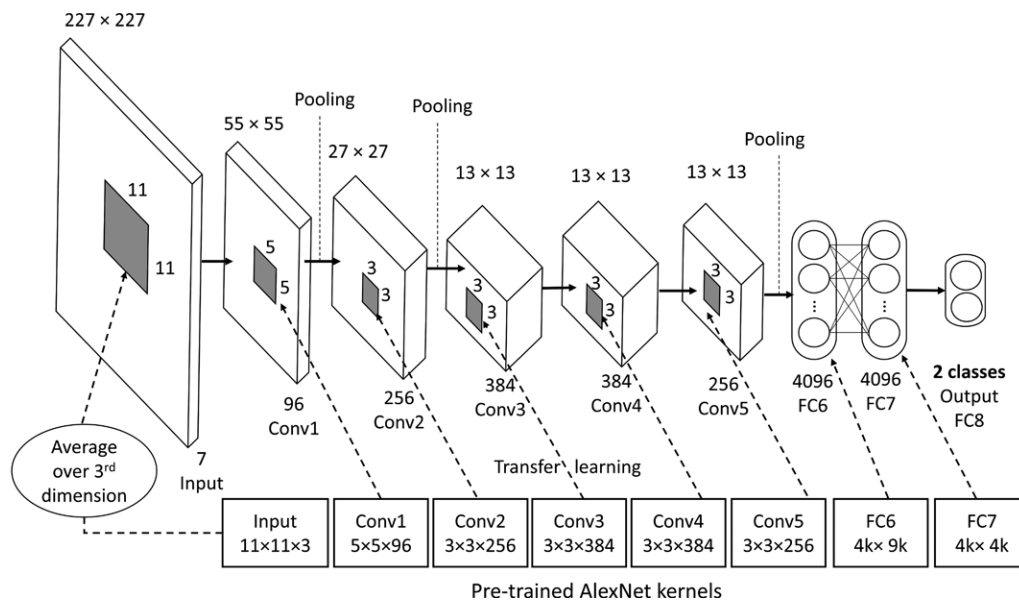 227 × 227
11
11
7
Input
55 × 55
5
5
96
Conv1
Pooling
27 × 27
3
3
256
Conv2
Pooling
13 × 13
3
3
384
Conv3
13 × 13
3
3
384
Conv4
13 × 13
3
3
256
Conv5
Pooling
4096
FC6
4096
FC7
2 classes
Output
FC8
Average
over 3rd
dimension
Transfer learning
Input
11×11×3
Conv1
5×5×96
Conv2
3×3×256
Conv3
3×3×384
Conv4
3×3×384
Conv5
3×3×256
FC6
4k× 9k
FC7
4k× 4k
Pre-trained AlexNet kernels